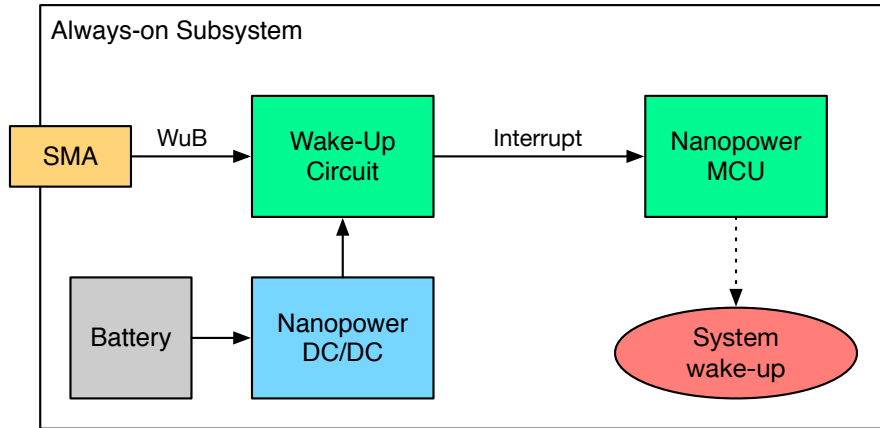 Always-on Subsystem
SMA
WuB
Wake-Up
Circuit
Interrupt
Nanopower
MCU
Battery
Nanopower
DC/DC
System
wake-up